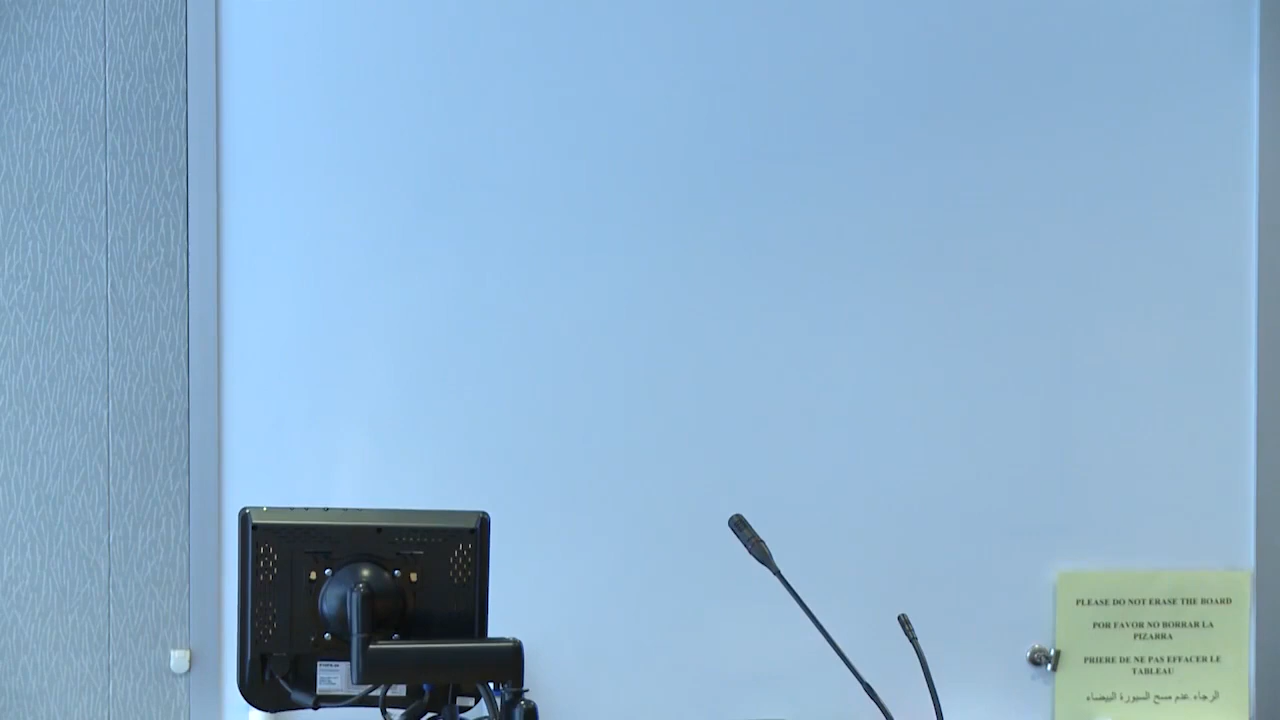 PLEASE DO NOT ERASE THE BOARD
POR FAVOR NO BORRAR LA
PIZARRA
PRIERE DE NE PAS EFFACER LE
TABLEAU
الرجاء عدم مسح السبورة البيضاء